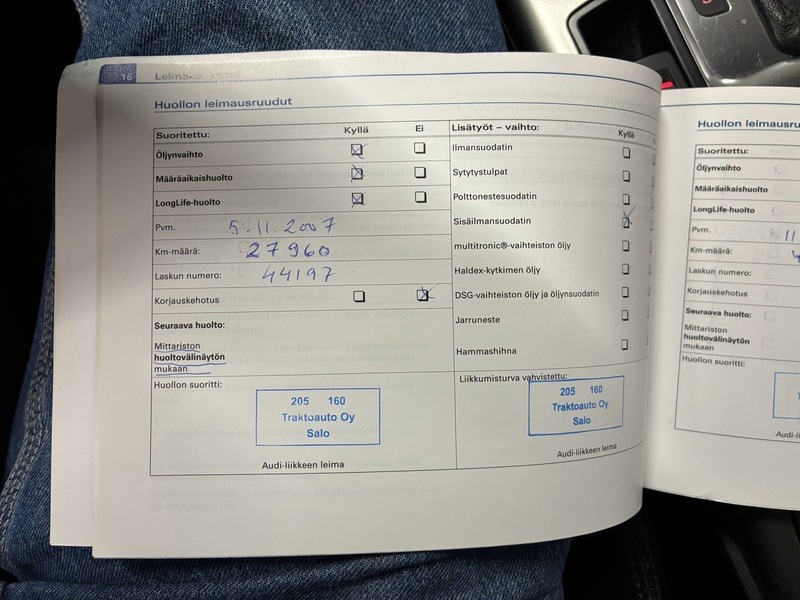 16
Huollon leimausruudut
Suoritettu: Kyllä Ei
Öljynvaihto
Määräaikaishuolto
LongLife-huolto
Pvm. 5.11.2007
Km-määrä: 27960
Laskun numero: 44197
Korjauskehotus
Seuraava huolto:
Mittariston
huoltovälinäytön
mukaan
Huollon suoritti:
205 160
Traktoauto Oy
Salo
Audi-liikkeen leima
Lisätyöt – vaihto: Kyllä
Ilmansuodatin
Sytytystulpat
Polttonestesuodatin
Sisäilmansuodatin
multitronic®-vaihteiston öljy
Haldex-kytkimen öljy
DSG-vaihteiston öljy ja öljynsuodatin
Jarruneste
Hammashihna
Liikkumisturva vahvistettu:
205 160
Traktoauto Oy
Salo
Audi-liikkeen leima
Huollon
Suoritettu:
Öljynvaihto
Määräaikaishuolto
LongLife-huolto
Pvm.
Km-määrä:
Laskun numero:
Korjauskehotus
Seuraava huolto:
Mittariston
huoltovälinäytön
mukaan
Huollon suoritti: